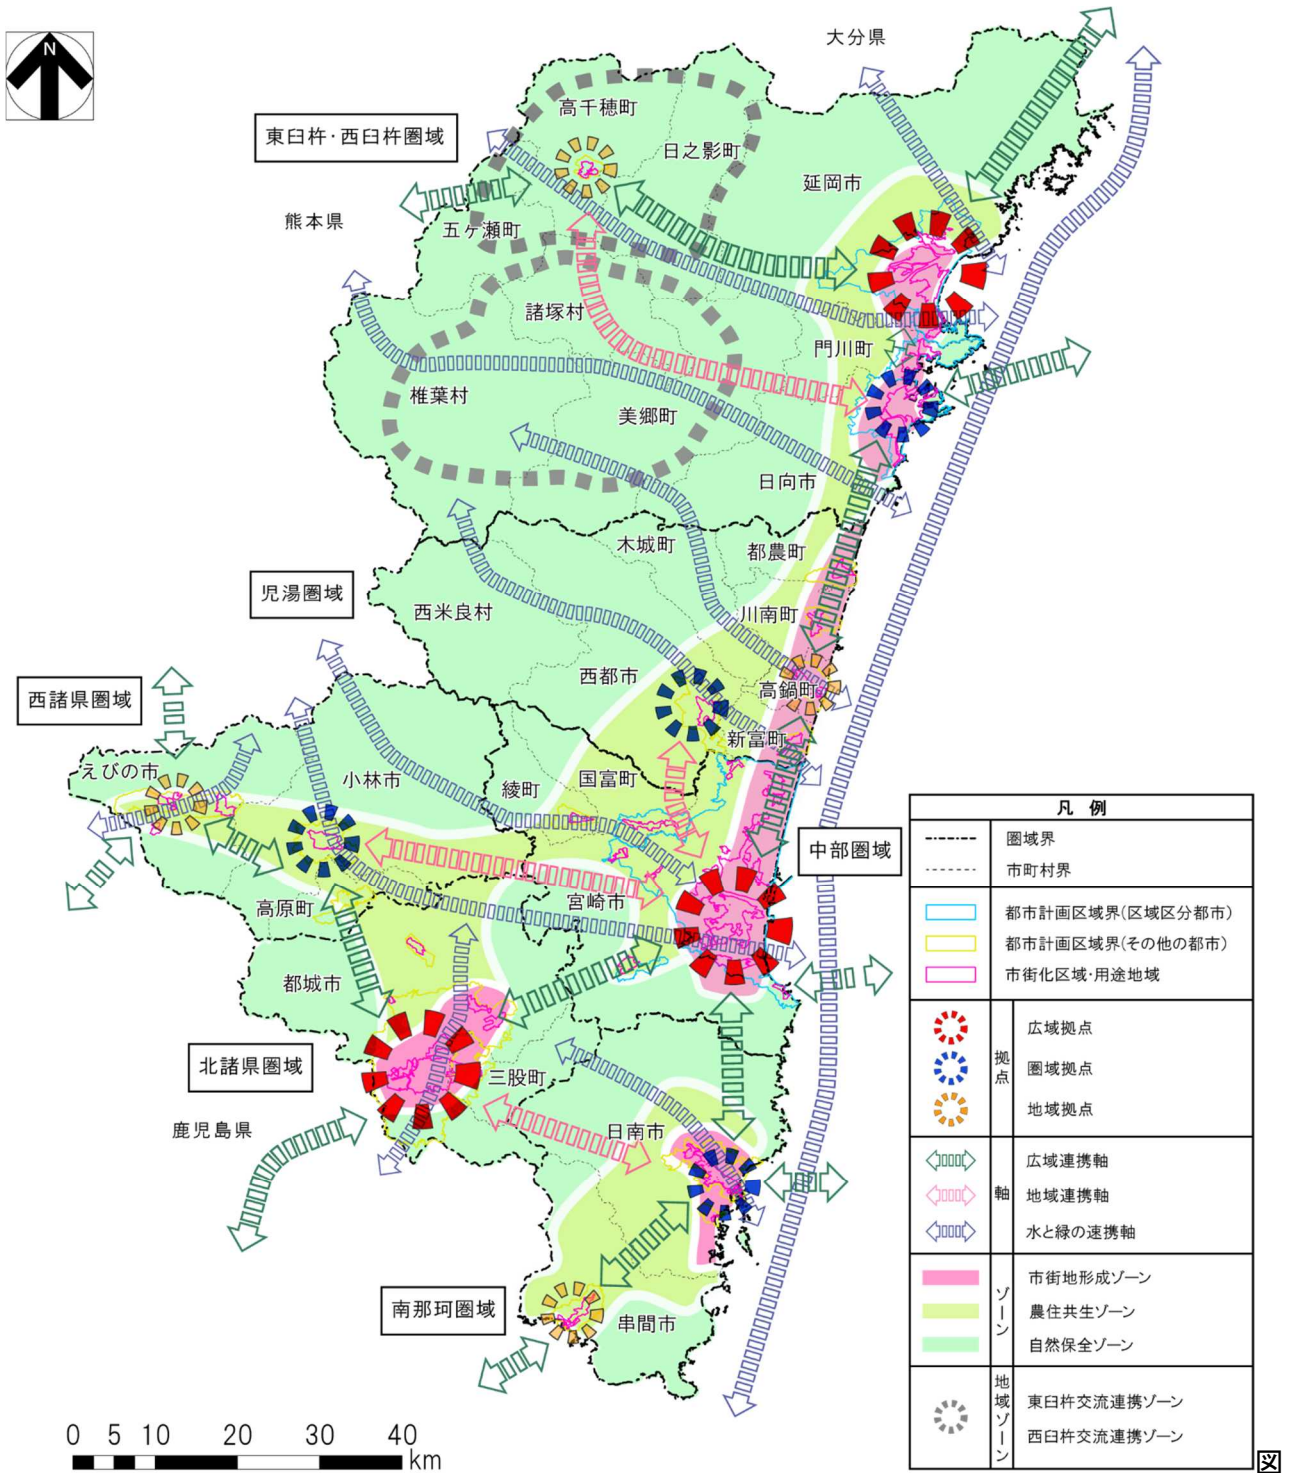 N
大分県
高千穂町
東臼杵・西臼杵圏域
日之影町
延岡市
熊本県
五ヶ瀬町
諸塚村
門川町
椎葉村
美郷町
日向市
木城町
都農町
児湯圏域
西米良村
川南町
西都市
高鍋町
西諸県圏域
新富町
えびの市
小林市
綾町
国富町
中部圏域
宮崎市
高原町
都城市
北諸県圏域
三股町
鹿児島県
日南市
南那珂圏域
串間市
凡例
圏域界
市町村界
都市計画区域界(区域区分都市)
都市計画区域界(その他の都市)
市街化区域・用途地域
拠点
広域拠点
圏域拠点
地域拠点
軸
広域連携軸
地域連携軸
水と緑の連携軸
ゾーン
市街地形成ゾーン
農住共生ゾーン
自然保全ゾーン
地域ゾーン
東臼杵交流連携ゾーン
西臼杵交流連携ゾーン
0 5 10 20 30 40
km
図